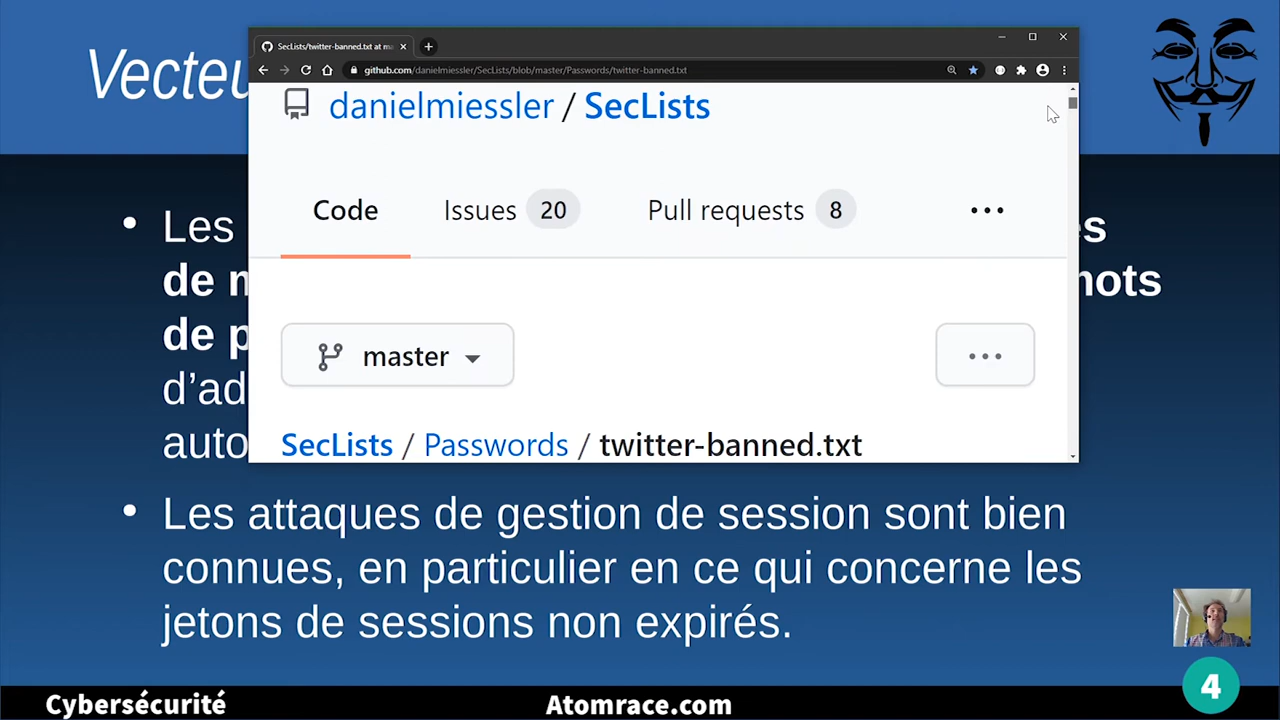 Vecteu
SecLists/twitter-banned.txt at ma
github.com/danielmiessler/SecLists/blob/master/Passwords/twitter-banned.txt
danielmiessler / SecLists
Code Issues 20 Pull requests 8
master
SecLists / Passwords / twitter-banned.txt
• Les es
de m mots
de p
d’ad
auto
• Les attaques de gestion de session sont bien
connues, en particulier en ce qui concerne les
jetons de sessions non expirés.
4
Cybersécurité Atomrace.com